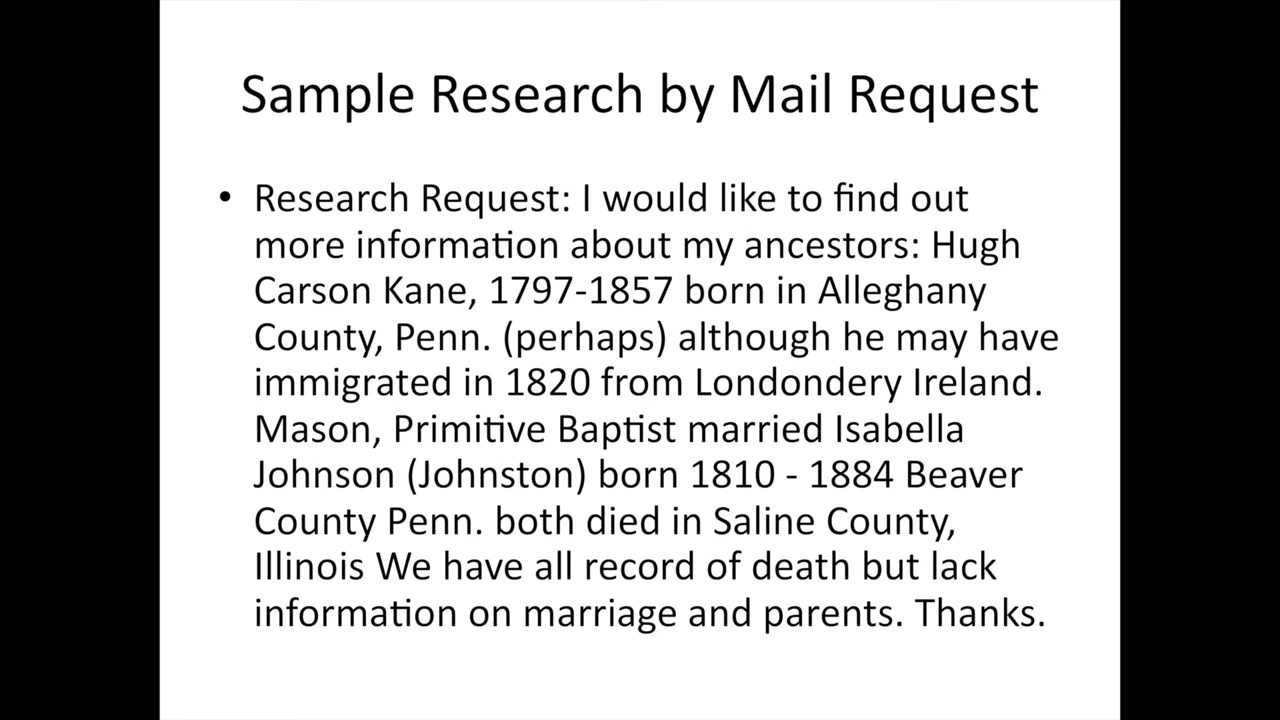 Sample Research by Mail Request
• Research Request: I would like to find out
more information about my ancestors: Hugh
Carson Kane, 1797-1857 born in Alleghany
County, Penn. (perhaps) although he may have
immigrated in 1820 from Londondery Ireland.
Mason, Primitive Baptist married Isabella
Johnson (Johnston) born 1810 - 1884 Beaver
County Penn. both died in Saline County,
Illinois We have all record of death but lack
information on marriage and parents. Thanks.